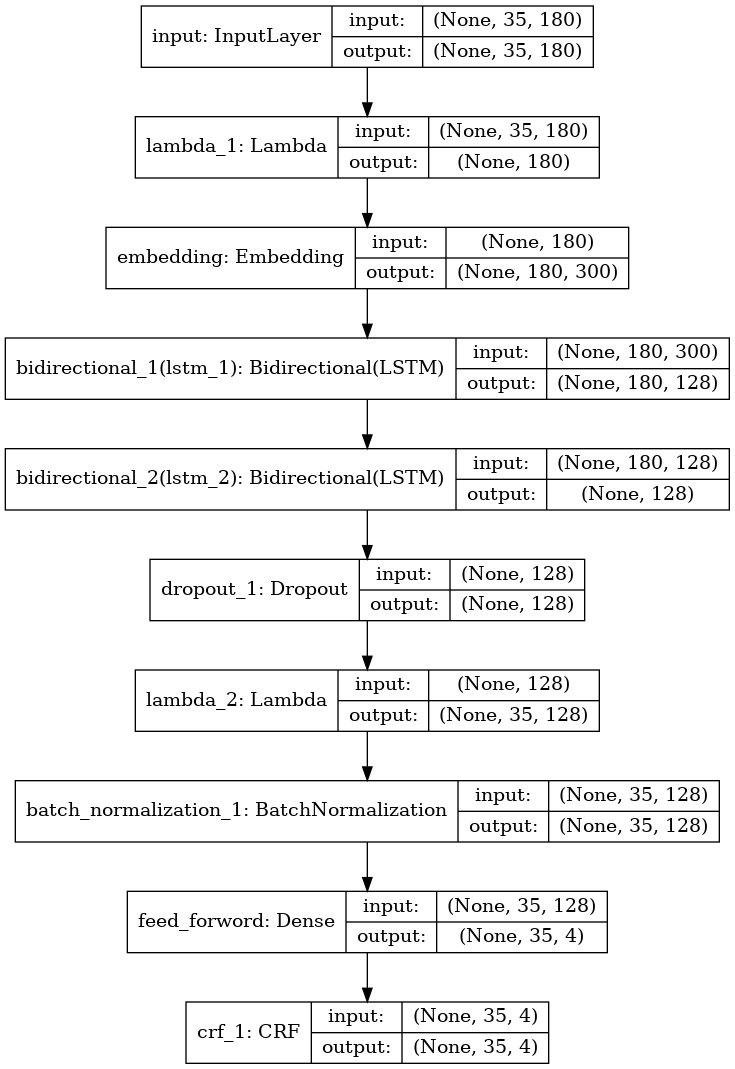 input: InputLayer
input: (None, 35, 180)
output: (None, 35, 180)
lambda_1: Lambda
input: (None, 35, 180)
output: (None, 180)
embedding: Embedding
input: (None, 180)
output: (None, 180, 300)
bidirectional_1(lstm_1): Bidirectional(LSTM)
input: (None, 180, 300)
output: (None, 180, 128)
bidirectional_2(lstm_2): Bidirectional(LSTM)
input: (None, 180, 128)
output: (None, 128)
dropout_1: Dropout
input: (None, 128)
output: (None, 128)
lambda_2: Lambda
input: (None, 128)
output: (None, 35, 128)
batch_normalization_1: BatchNormalization
input: (None, 35, 128)
output: (None, 35, 128)
feed_forword: Dense
input: (None, 35, 128)
output: (None, 35, 4)
crf_1: CRF
input: (None, 35, 4)
output: (None, 35, 4)